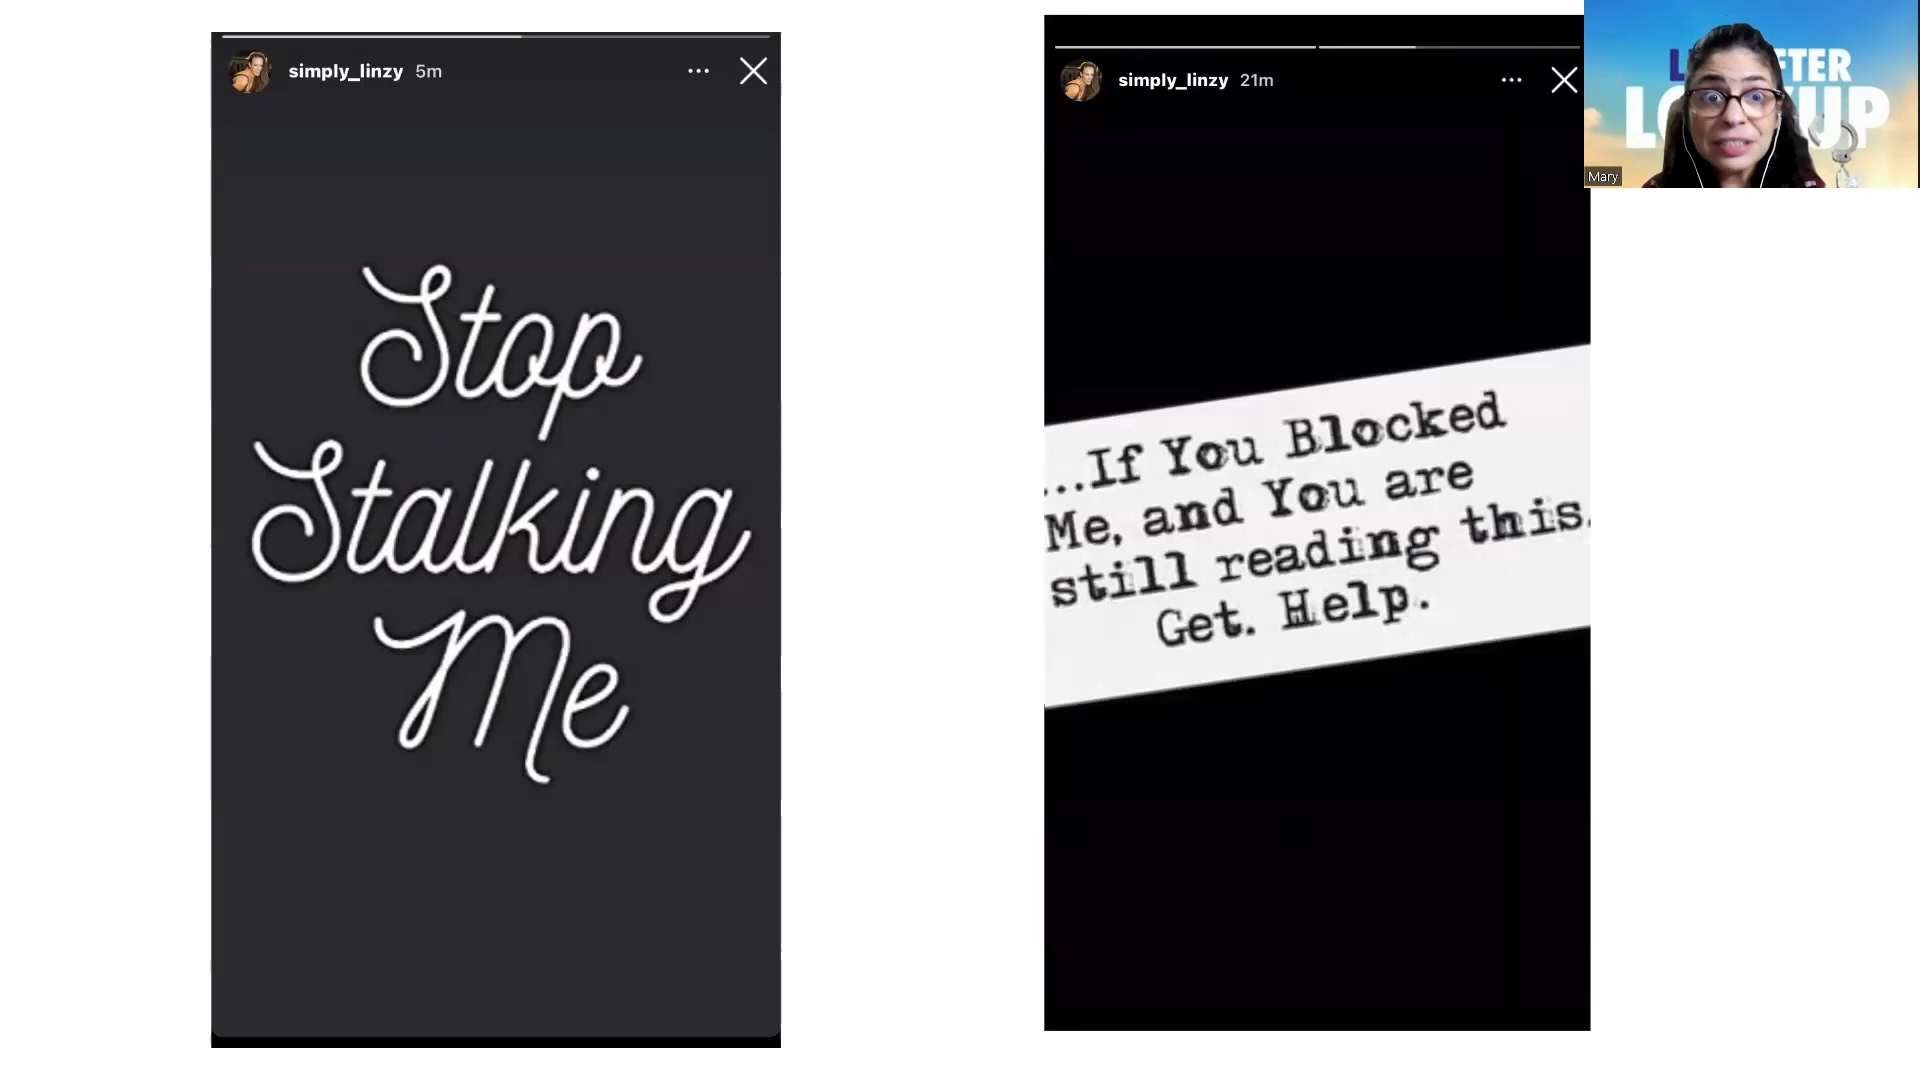 simply_linzy 5m
Stop
Stalking
Me
simply_linzy 21m
...If You Blocked
Me, and You are
still reading this.
Get. Help.
Mary